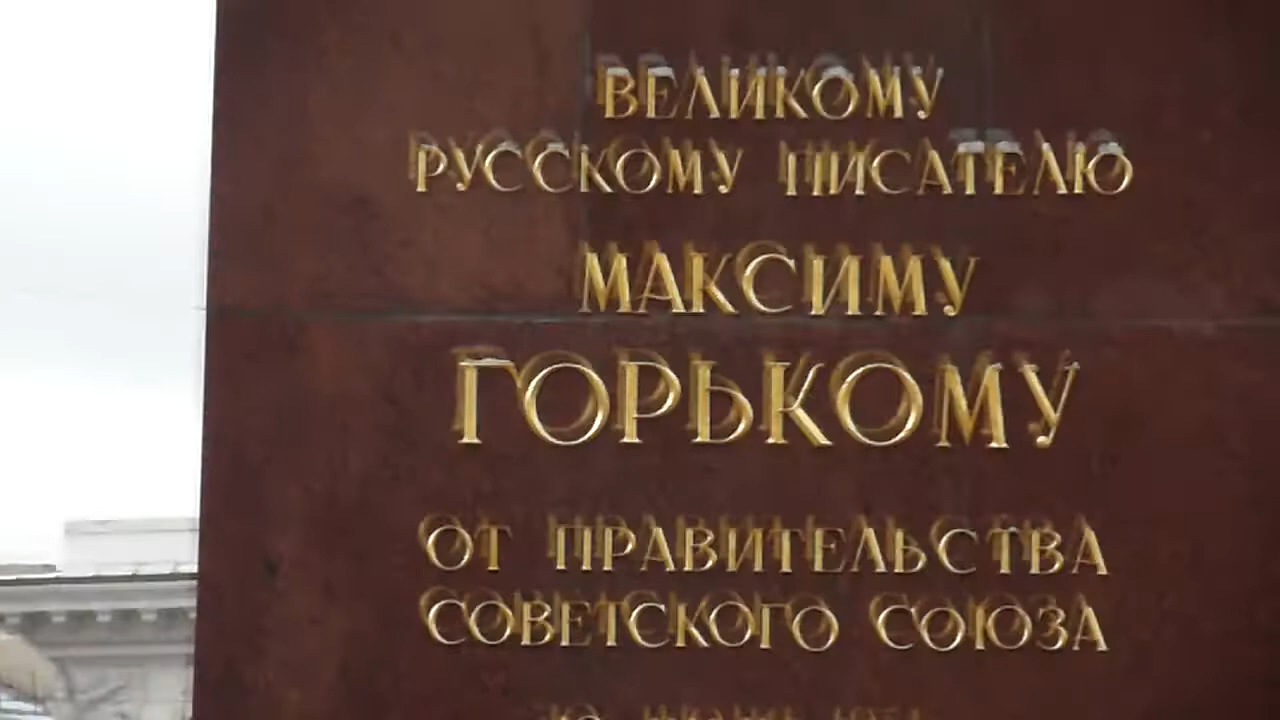 ВЕЛИКОМУ
РУССКОМУ ПИСАТЕЛЮ
МАКСИМУ
ГОРЬКОМУ
ОТ ПРАВИТЕЛЬСТВА
СОВЕТСКОГО СОЮЗА